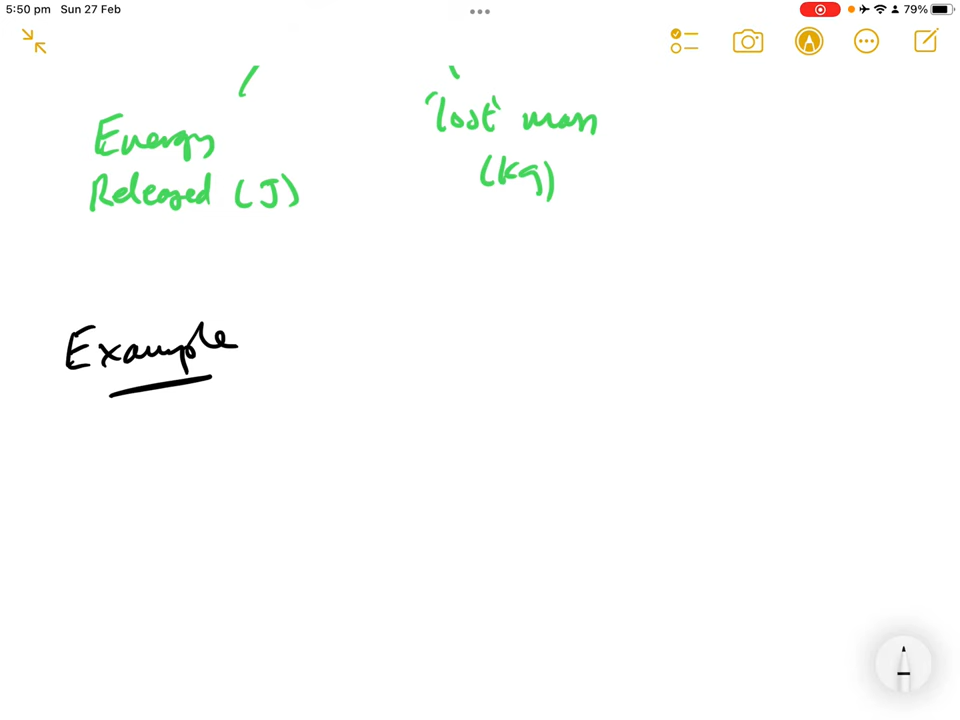 5:50 pm Sun 27 Feb
79%
Energy
Released (J)
'lost' mass
(kg)
Example